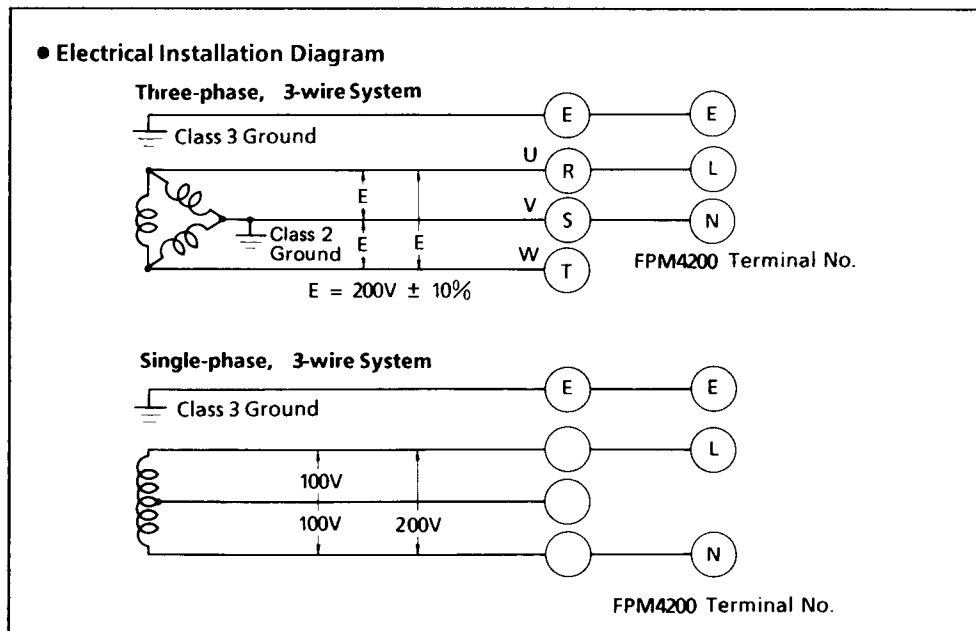 ● Electrical Installation Diagram
Three-phase, 3-wire System
E E
Class 3 Ground
U R L
E
V S N
Class 2
Ground
E E
W T
FPM4200 Terminal No.
E = 200V ± 10%
Single-phase, 3-wire System
E E
Class 3 Ground
L
100V
100V 200V
N
FPM4200 Terminal No.